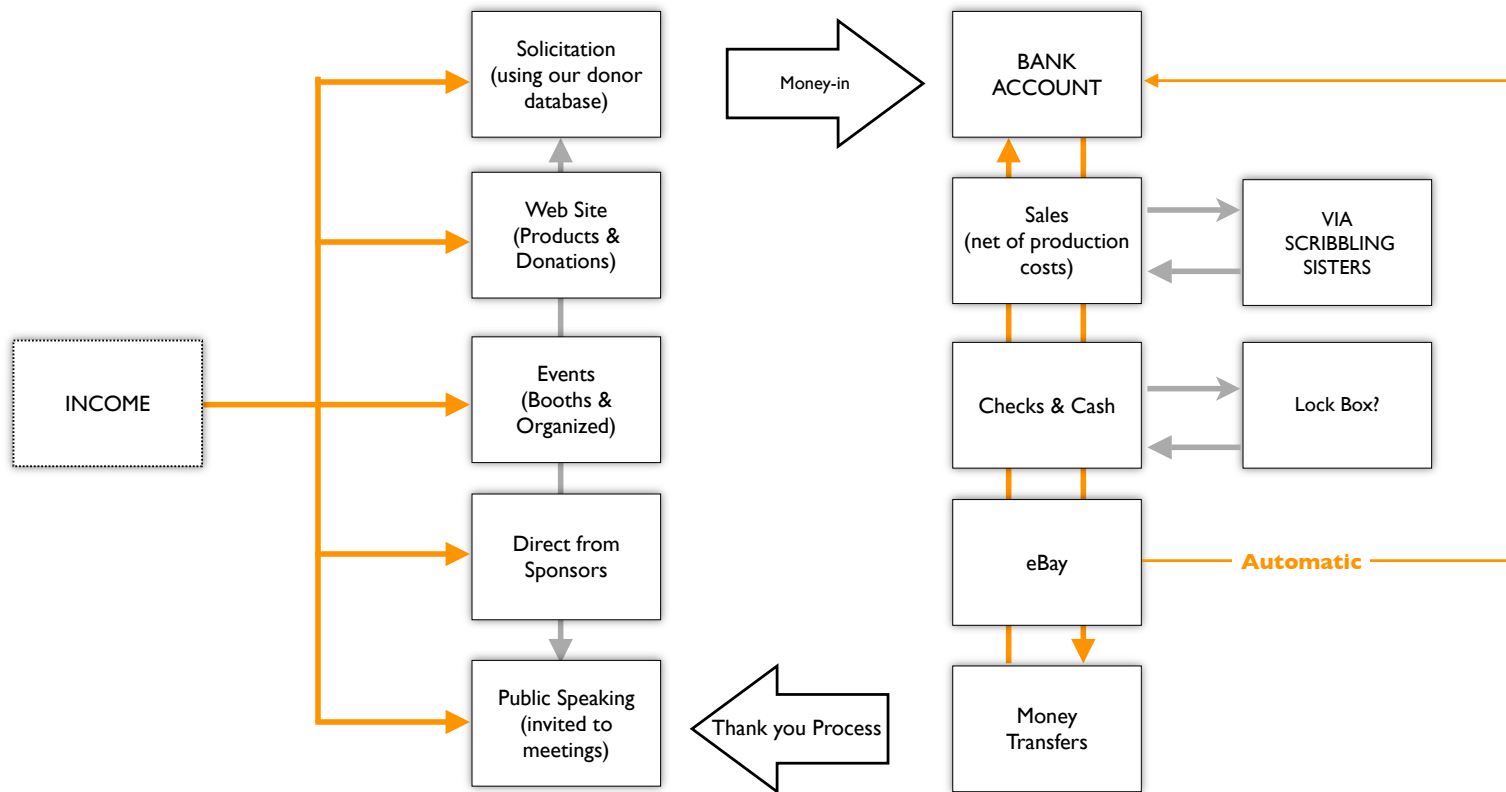 Solicitation
(using our donor
database)
Money-in
BANK
ACCOUNT
Web Site
(Products &
Donations)
Sales
(net of production
costs)
VIA
SCRIBBLING
SISTERS
INCOME
Events
(Booths &
Organized)
Checks & Cash
Lock Box?
Direct from
Sponsors
eBay
Automatic
Public Speaking
(invited to
meetings)
Thank you Process
Money
Transfers